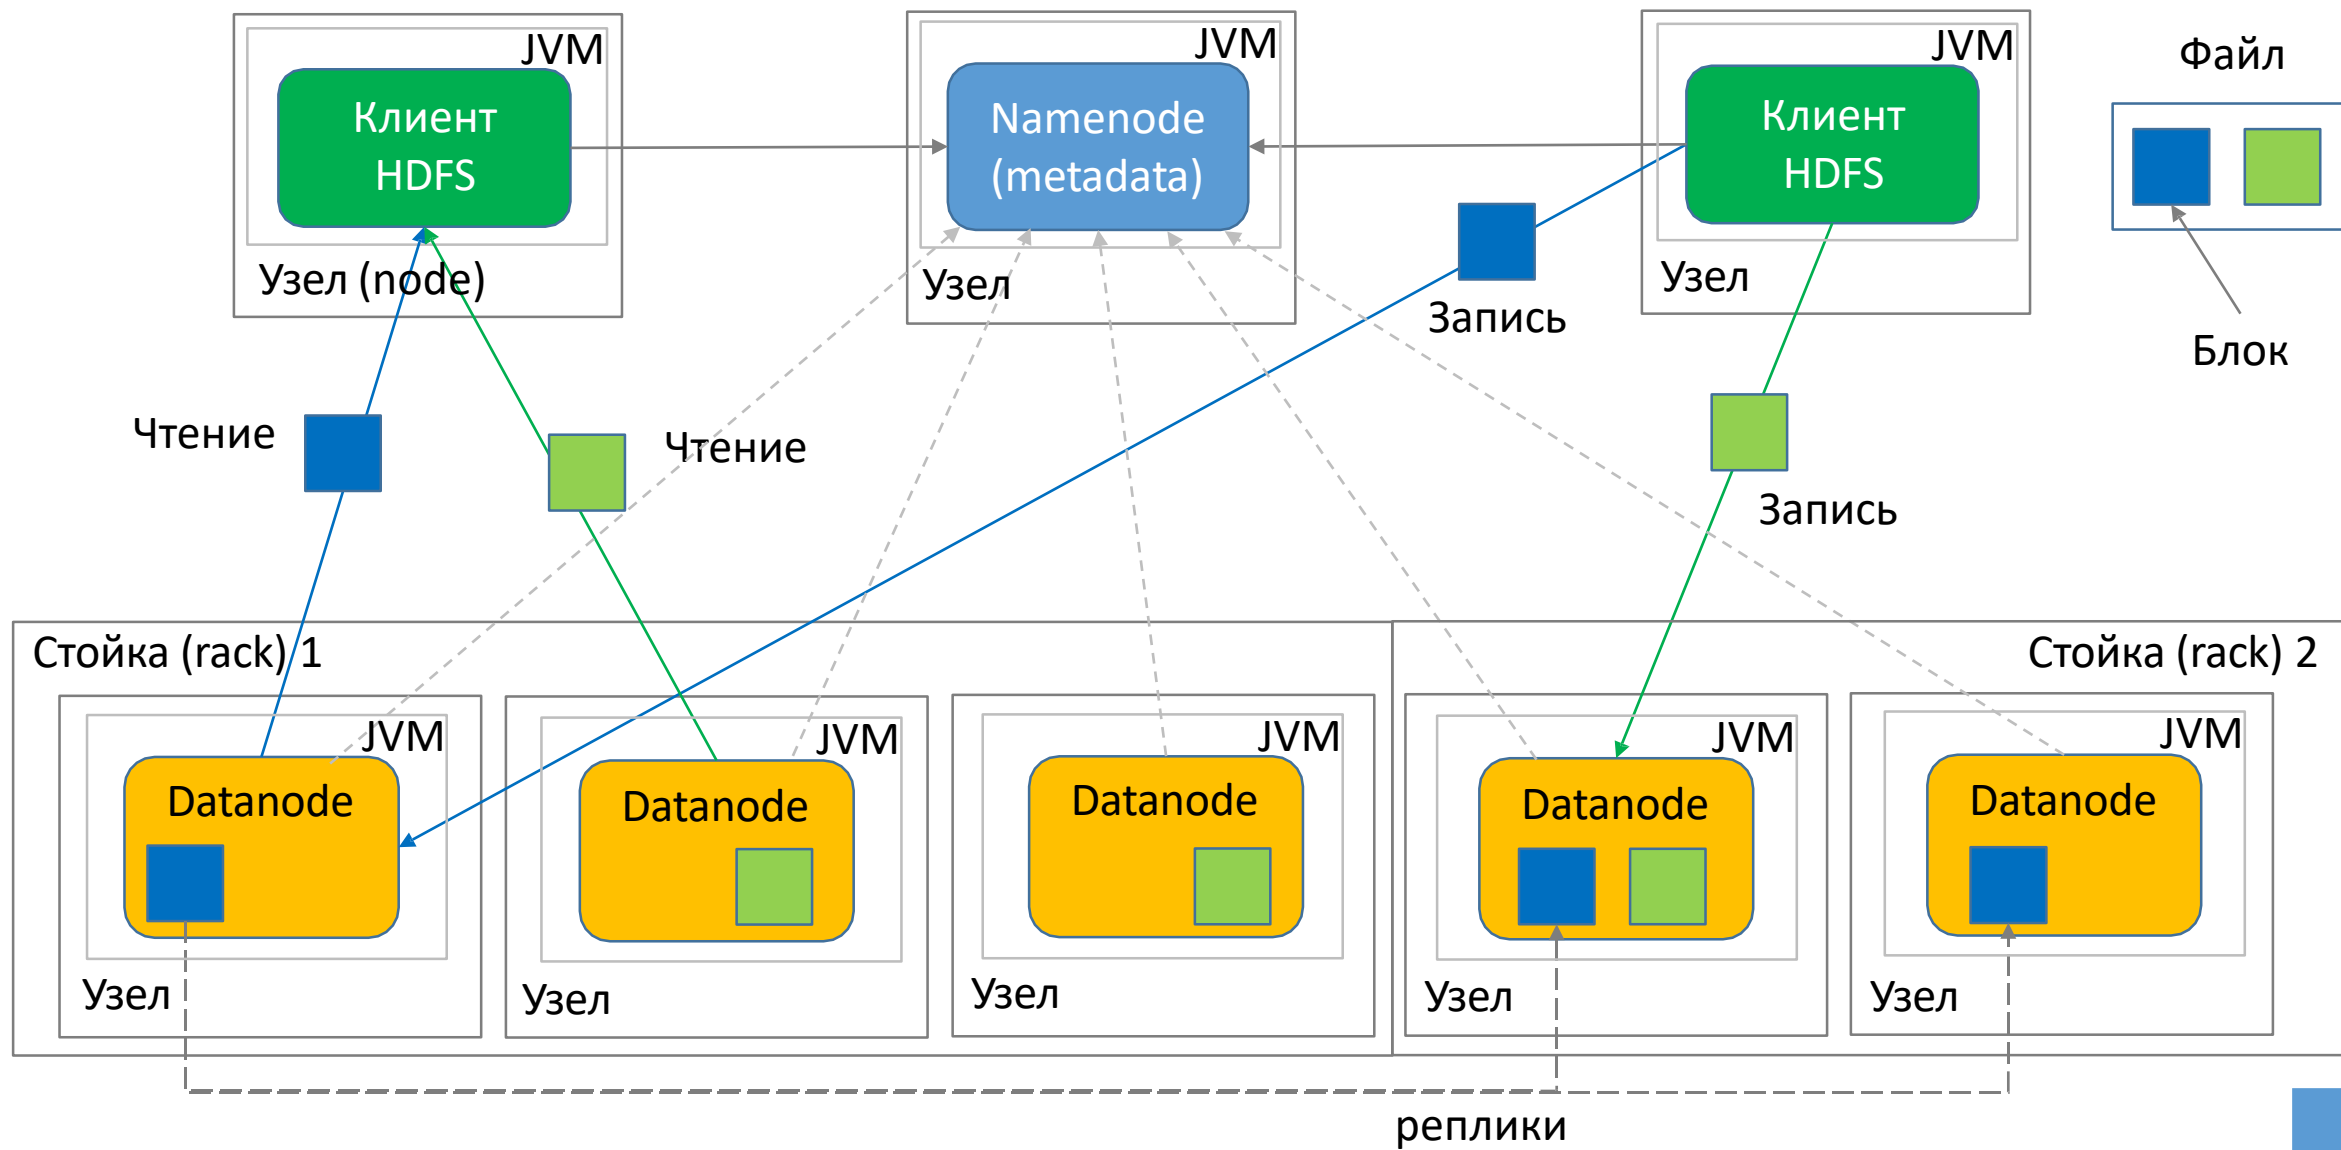 JVM
Клиент
HDFS
Узел (node)
JVM
Namenode
(metadata)
Узел
JVM
Клиент
HDFS
Узел
Файл
Блок
Запись
Чтение
Чтение
Запись
Стойка (rack) 1
Стойка (rack) 2
JVM
Datanode
Узел
JVM
Datanode
Узел
JVM
Datanode
Узел
JVM
Datanode
Узел
JVM
Datanode
Узел
реплики